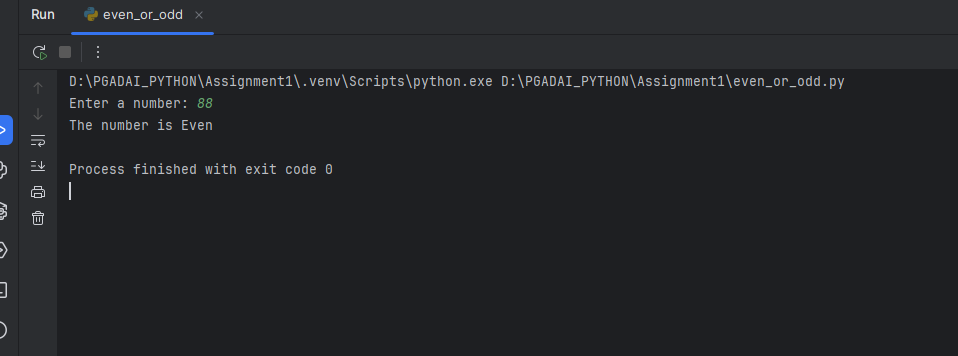 Run even_or_odd
D:\PGADAI_PYTHON\Assignment1\.venv\Scripts\python.exe D:\PGADAI_PYTHON\Assignment1\even_or_odd.py
Enter a number: 88
The number is Even
Process finished with exit code 0